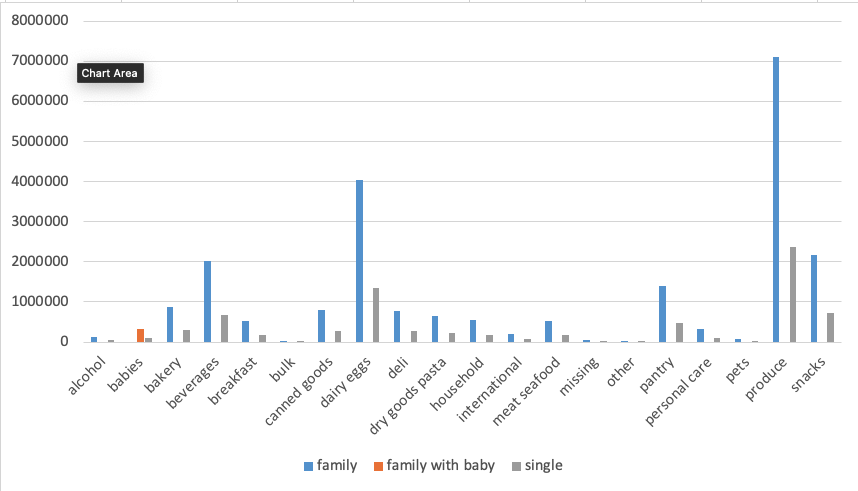 8000000
7000000
Chart Area
6000000
5000000
4000000
3000000
2000000
1000000
0
alcohol
babies
bakery
beverages
breakfast
bulk
canned goods
dairy eggs
deli
dry goods pasta
household
international
meat seafood
missing
other
pantry
personal care
pets
produce
snacks
family family with baby single